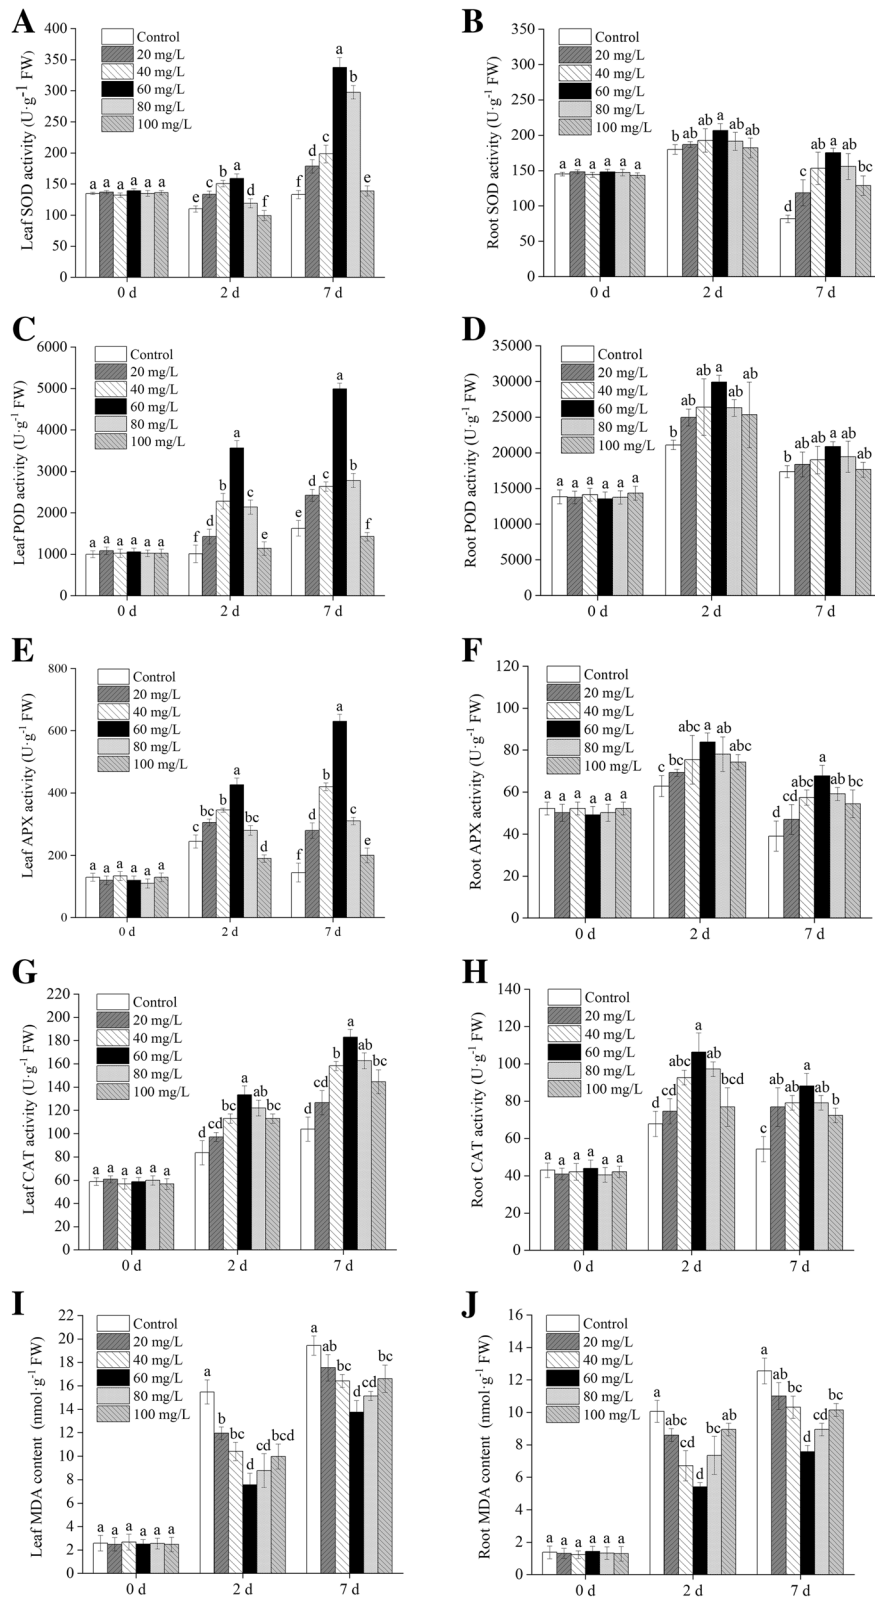 A
Leaf SOD activity (U·g-1 FW)
400
350
300
250
200
150
100
50
0
Control
20 mg/L
40 mg/L
60 mg/L
80 mg/L
100 mg/L
a a a a a a
e c b a d f
f d c a b e
0 d 2 d 7 d
B
Root SOD activity (U·g-1 FW)
350
300
250
200
150
100
50
0
Control
20 mg/L
40 mg/L
60 mg/L
80 mg/L
100 mg/L
a a a a a a
b ab ab a ab ab
d c ab a ab bc
0 d 2 d 7 d
C
Leaf POD activity (U·g-1 FW)
6000
5000
4000
3000
2000
1000
0
Control
20 mg/L
40 mg/L
60 mg/L
80 mg/L
100 mg/L
a a a a a a
f d b a c e
e d c a b f
0 d 2 d 7 d
D
Root POD activity (U·g-1 FW)
35000
30000
25000
20000
15000
10000
5000
0
Control
20 mg/L
40 mg/L
60 mg/L
80 mg/L
100 mg/L
a a a a a a
b ab ab a ab ab
b ab ab a ab ab
0 d 2 d 7 d
E
Leaf APX activity (U·g-1 FW)
800
600
400
200
0
Control
20 mg/L
40 mg/L
60 mg/L
80 mg/L
100 mg/L
a a a a a a
c bc b a bc d
f d b a c e
0 d 2 d 7 d
F
Root APX activity (U·g-1 FW)
120
100
80
60
40
20
0
Control
20 mg/L
40 mg/L
60 mg/L
80 mg/L
100 mg/L
a a a a a a
c bc abc a ab abc
d cd ab a ab bc
0 d 2 d 7 d
G
Leaf CAT activity (U·g-1 FW)
220
200
180
160
140
120
100
80
60
40
20
0
Control
20 mg/L
40 mg/L
60 mg/L
80 mg/L
100 mg/L
a a a a a a
d cd bc a ab bc
d cd b a bc bc
0 d 2 d 7 d
H
Root CAT activity (U·g-1 FW)
140
120
100
80
60
40
20
0
Control
20 mg/L
40 mg/L
60 mg/L
80 mg/L
100 mg/L
a a a a a a
d cd abc a ab bcd
c ab ab a ab b
0 d 2 d 7 d
I
Leaf MDA content (nmol·g-1 FW)
22
20
18
16
14
12
10
8
6
4
2
0
Control
20 mg/L
40 mg/L
60 mg/L
80 mg/L
100 mg/L
a a a a a a
a b bc d cd bcd
a ab bc d cd bc
0 d 2 d 7 d
J
Root MDA content (nmol·g-1 FW)
16
14
12
10
8
6
4
2
0
Control
20 mg/L
40 mg/L
60 mg/L
80 mg/L
100 mg/L
a a a a a a
a abc cd d bc ab
a ab bc d cd bc
0 d 2 d 7 d